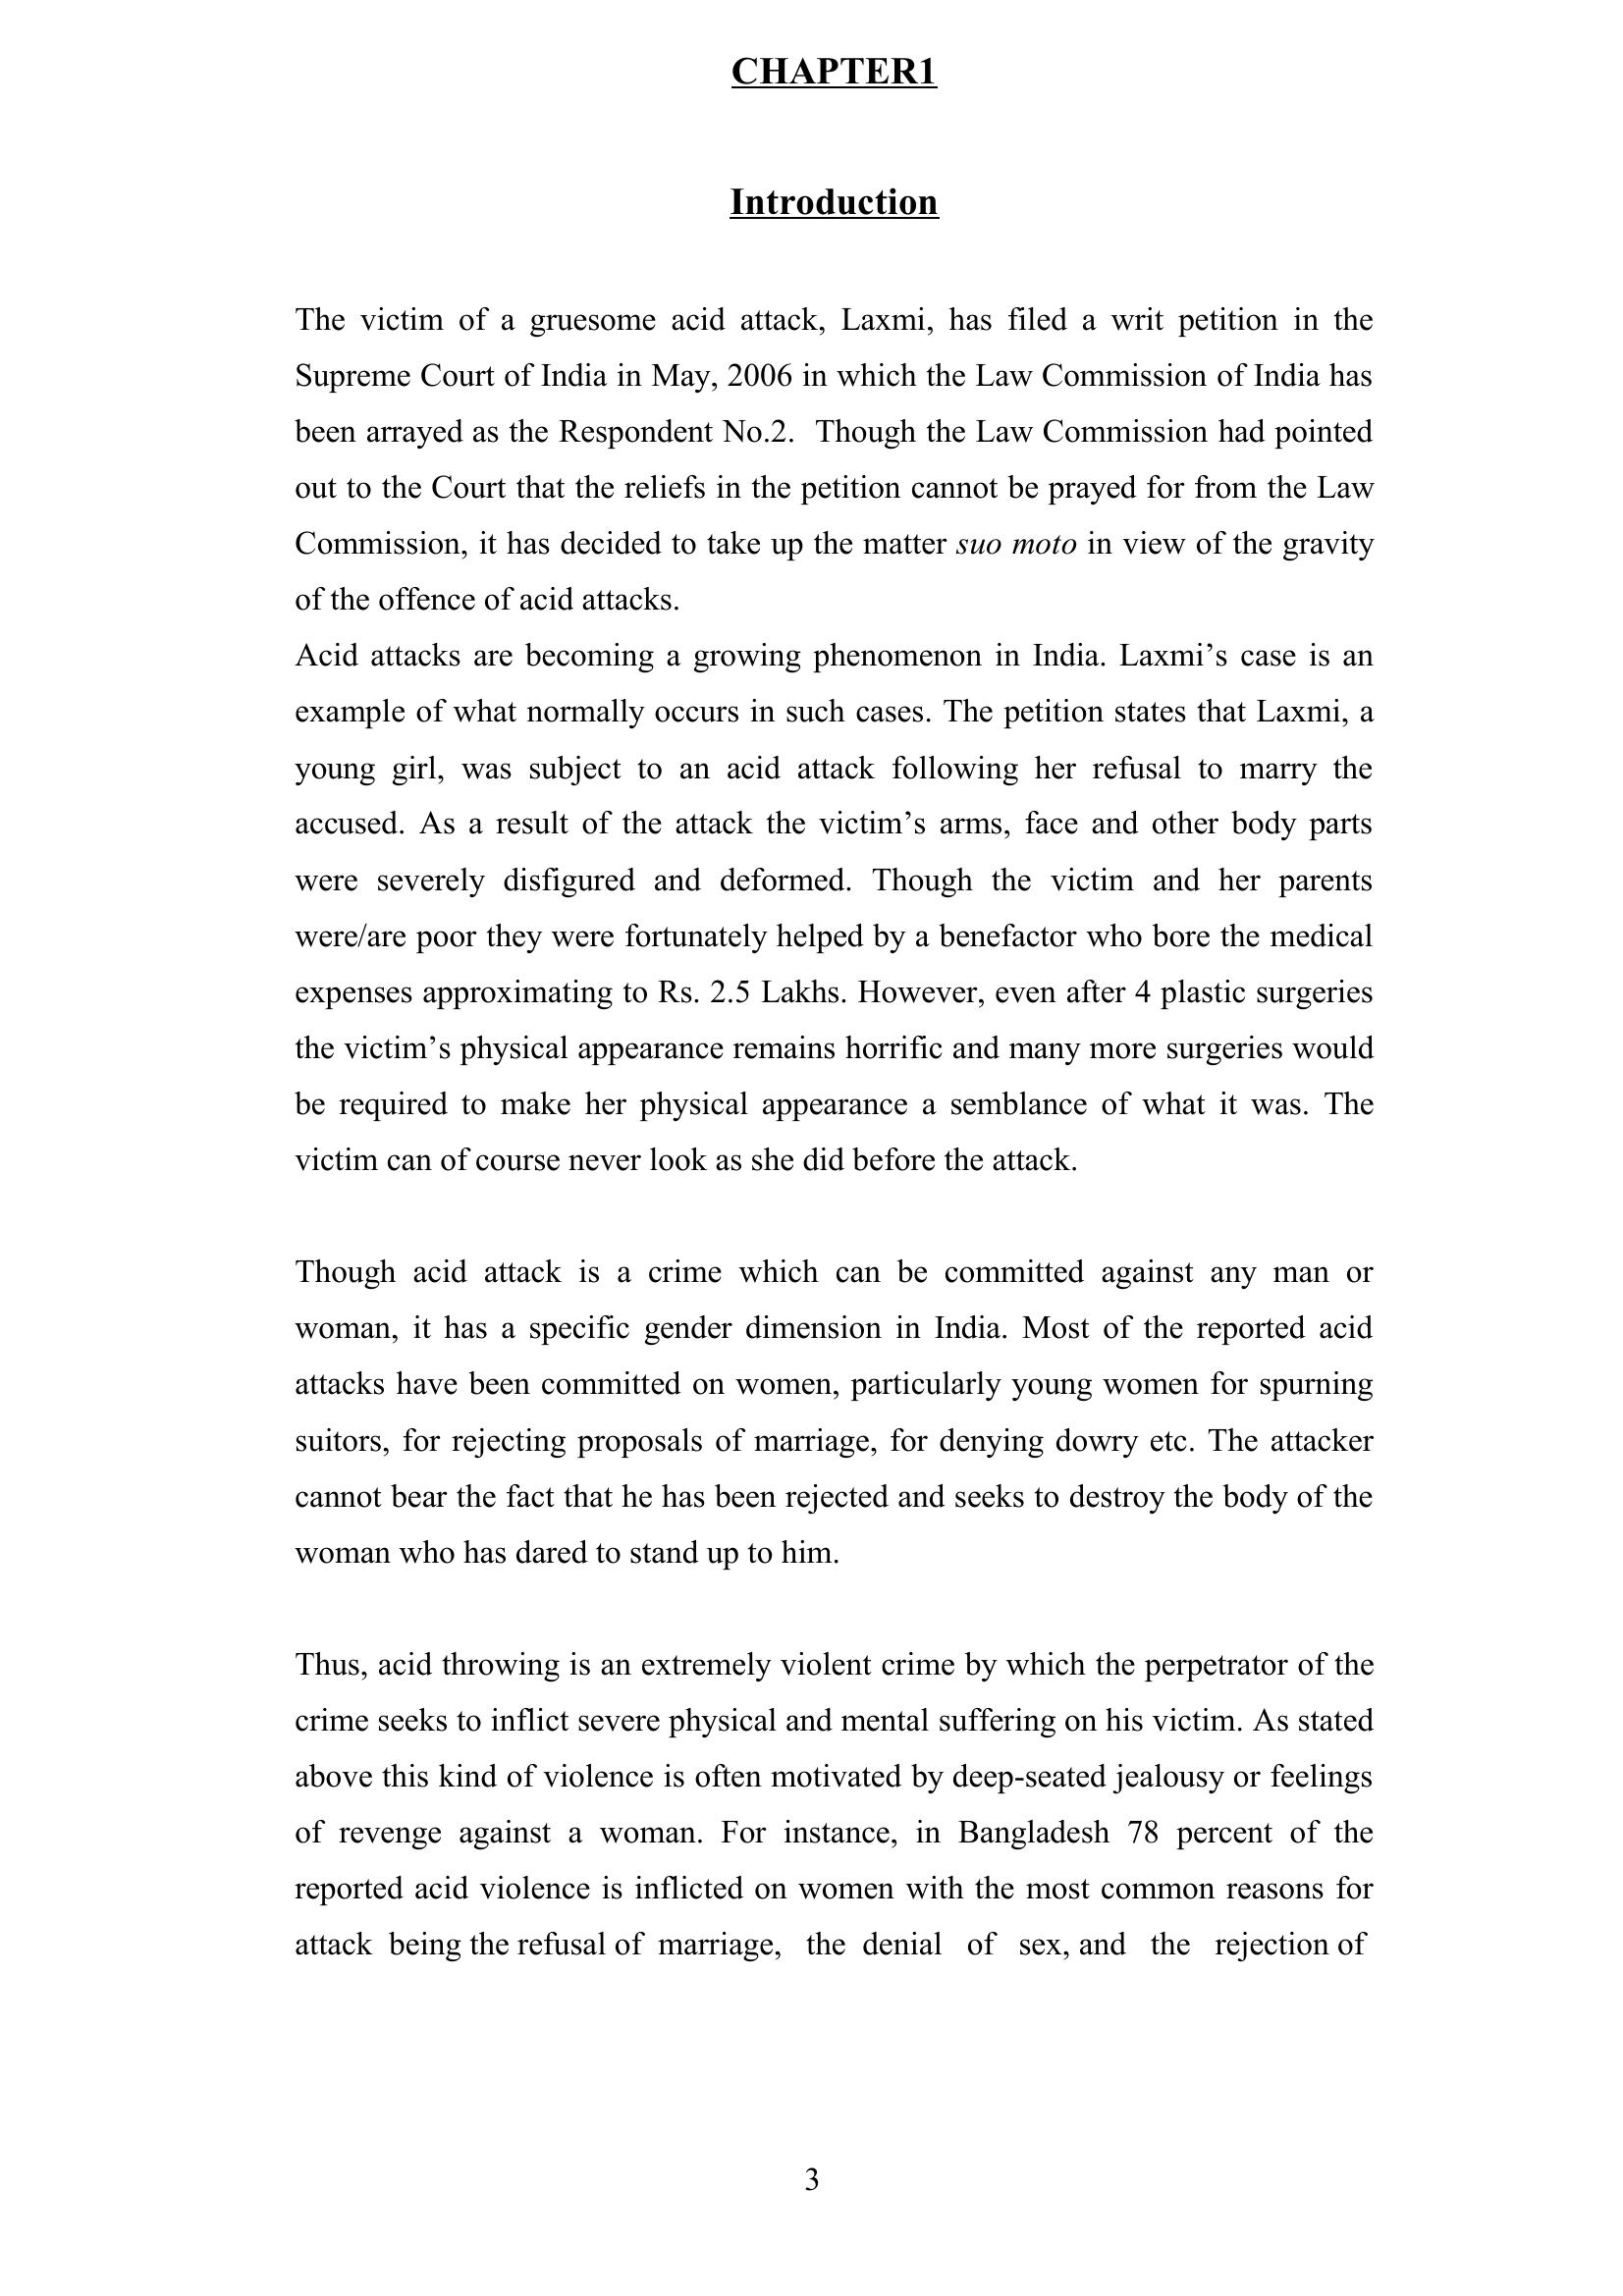 CHAPTER1
Introduction
The victim of a gruesome acid attack, Laxmi, has filed a writ petition in the
Supreme Court of India in May, 2006 in which the Law Commission of India has
been arrayed as the Respondent No.2.  Though the Law Commission had pointed
out to the Court that the reliefs in the petition cannot be prayed for from the Law
Commission, it has decided to take up the matter suo moto in view of the gravity
of the offence of acid attacks.
Acid attacks are becoming a growing phenomenon in India. Laxmi’s case is an
example of what normally occurs in such cases. The petition states that Laxmi, a
young girl, was subject to an acid attack following her refusal to marry the
accused. As a result of the attack the victim’s arms, face and other body parts
were severely disfigured and deformed. Though the victim and her parents
were/are poor they were fortunately helped by a benefactor who bore the medical
expenses approximating to Rs. 2.5 Lakhs. However, even after 4 plastic surgeries
the victim’s physical appearance remains horrific and many more surgeries would
be required to make her physical appearance a semblance of what it was. The
victim can of course never look as she did before the attack.
Though acid attack is a crime which can be committed against any man or
woman, it has a specific gender dimension in India. Most of the reported acid
attacks have been committed on women, particularly young women for spurning
suitors, for rejecting proposals of marriage, for denying dowry etc. The attacker
cannot bear the fact that he has been rejected and seeks to destroy the body of the
woman who has dared to stand up to him.
Thus, acid throwing is an extremely violent crime by which the perpetrator of the
crime seeks to inflict severe physical and mental suffering on his victim. As stated
above this kind of violence is often motivated by deep-seated jealousy or feelings
of revenge against a woman. For instance, in Bangladesh 78 percent of the
reported acid violence is inflicted on women with the most common reasons for
attack being the refusal of marriage, the denial of sex, and the rejection of
3